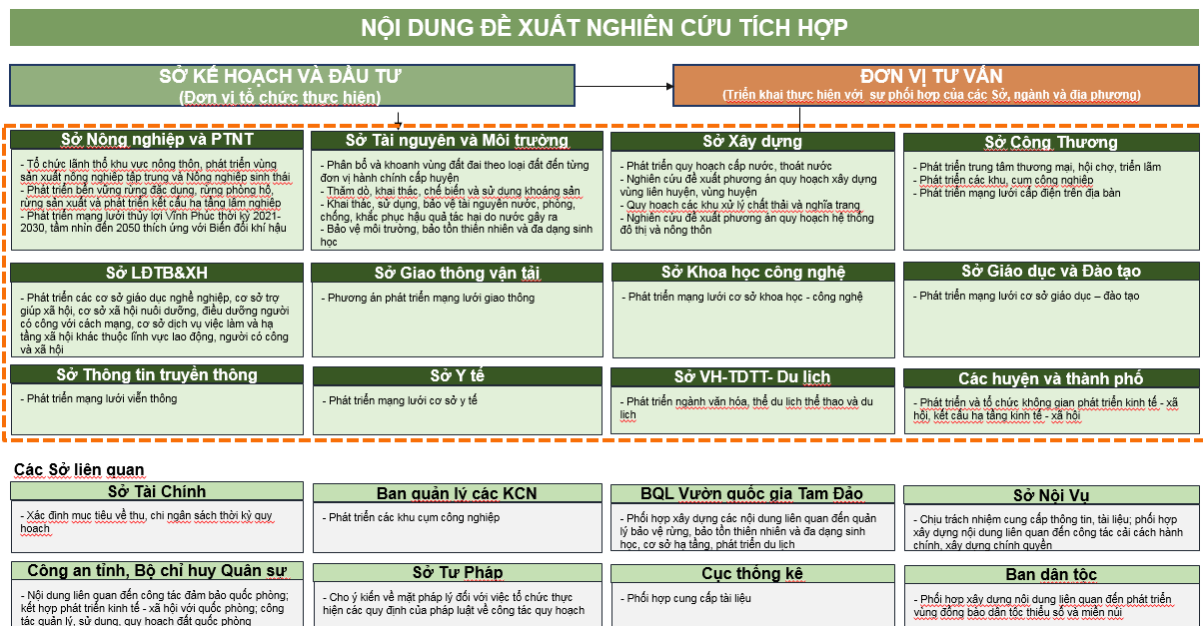 NỘI DUNG ĐỀ XUẤT NGHIÊN CỨU TÍCH HỢP
SỞ KẾ HOẠCH VÀ ĐẦU TƯ
(Đơn vị tổ chức thực hiện)
ĐƠN VỊ TƯ VẤN
(Triển khai thực hiện với sự phối hợp của các Sở, ngành và địa phương)
Sở Nông nghiệp và PTNT
- Tổ chức lãnh thổ khu vực nông thôn, phát triển vùng
sản xuất nông nghiệp tập trung và Nông nghiệp sinh thái
- Phát triển bền vững rừng đặc dụng, rừng phòng hộ,
rừng sản xuất và phát triển kết cấu hạ tầng lâm nghiệp
- Phát triển mạng lưới thủy lợi Vĩnh Phúc thời kỳ 2021-
2030, tầm nhìn đến 2050 thích ứng với Biến đổi khí hậu
Sở Tài nguyên và Môi trường
- Phân bổ và khoanh vùng đất đai theo loại đất đến từng
đơn vị hành chính cấp huyện
- Thăm dò, khai thác, chế biến và sử dụng khoáng sản
- Khai thác, sử dụng, bảo vệ tài nguyên nước, phòng,
chống, khắc phục hậu quả tác hại do nước gây ra
- Bảo vệ môi trường, bảo tồn thiên nhiên và đa dạng sinh
học
Sở Xây dựng
- Phát triển quy hoạch cấp nước, thoát nước
- Nghiên cứu đề xuất phương án quy hoạch xây dựng
vùng liên huyện, vùng huyện
- Quy hoạch các khu xử lý chất thải và nghĩa trang
- Nghiên cứu đề xuất phương án quy hoạch hệ thống
đô thị và nông thôn
Sở Công Thương
- Phát triển trung tâm thương mại, hội chợ, triển lãm
- Phát triển các khu, cụm công nghiệp
- Phát triển mạng lưới cấp điện trên địa bàn
Sở LĐTB&XH
- Phát triển các cơ sở giáo dục nghề nghiệp, cơ sở trợ
giúp xã hội, cơ sở xã hội nuôi dưỡng, điều dưỡng người
có công với cách mạng, cơ sở dịch vụ việc làm và hạ
tầng xã hội khác thuộc lĩnh vực lao động, người có công
và xã hội
Sở Giao thông vận tải
- Phương án phát triển mạng lưới giao thông
Sở Khoa học công nghệ
- Phát triển mạng lưới cơ sở khoa học - công nghệ
Sở Giáo dục và Đào tạo
- Phát triển mạng lưới cơ sở giáo dục – đào tạo
Sở Thông tin truyền thông
- Phát triển mạng lưới viễn thông
Sở Y tế
- Phát triển mạng lưới cơ sở y tế
Sở VH-TDTT- Du lịch
- Phát triển ngành văn hóa, thể du lịch thể thao và du
lịch
Các huyện và thành phố
- Phát triển và tổ chức không gian phát triển kinh tế - xã
hội, kết cấu hạ tầng kinh tế - xã hội
Các Sở liên quan
Sở Tài Chính
- Xác định mục tiêu về thu, chi ngân sách thời kỳ quy
hoạch
Ban quản lý các KCN
- Phát triển các khu cụm công nghiệp
BQL Vườn quốc gia Tam Đảo
- Phối hợp xây dựng các nội dung liên quan đến quản
lý bảo vệ rừng, bảo tồn thiên nhiên và đa dạng sinh
học, cơ sở hạ tầng, phát triển du lịch
Sở Nội Vụ
- Chịu trách nhiệm cung cấp thông tin, tài liệu; phối hợp
xây dựng nội dung liên quan đến công tác cải cách hành
chính, xây dựng chính quyền
Công an tỉnh, Bộ chỉ huy Quân sự
- Nội dung liên quan đến công tác đảm bảo quốc phòng;
kết hợp phát triển kinh tế - xã hội với quốc phòng; công
tác quản lý, sử dụng, quy hoạch đất quốc phòng
Sở Tư Pháp
- Cho ý kiến về mặt pháp lý đối với việc tổ chức thực
hiện các quy định của pháp luật về công tác quy hoạch
Cục thống kê
- Phối hợp cung cấp tài liệu
Ban dân tộc
- Phối hợp xây dựng nội dung liên quan đến phát triển
vùng đồng bào dân tộc thiểu số và miền núi